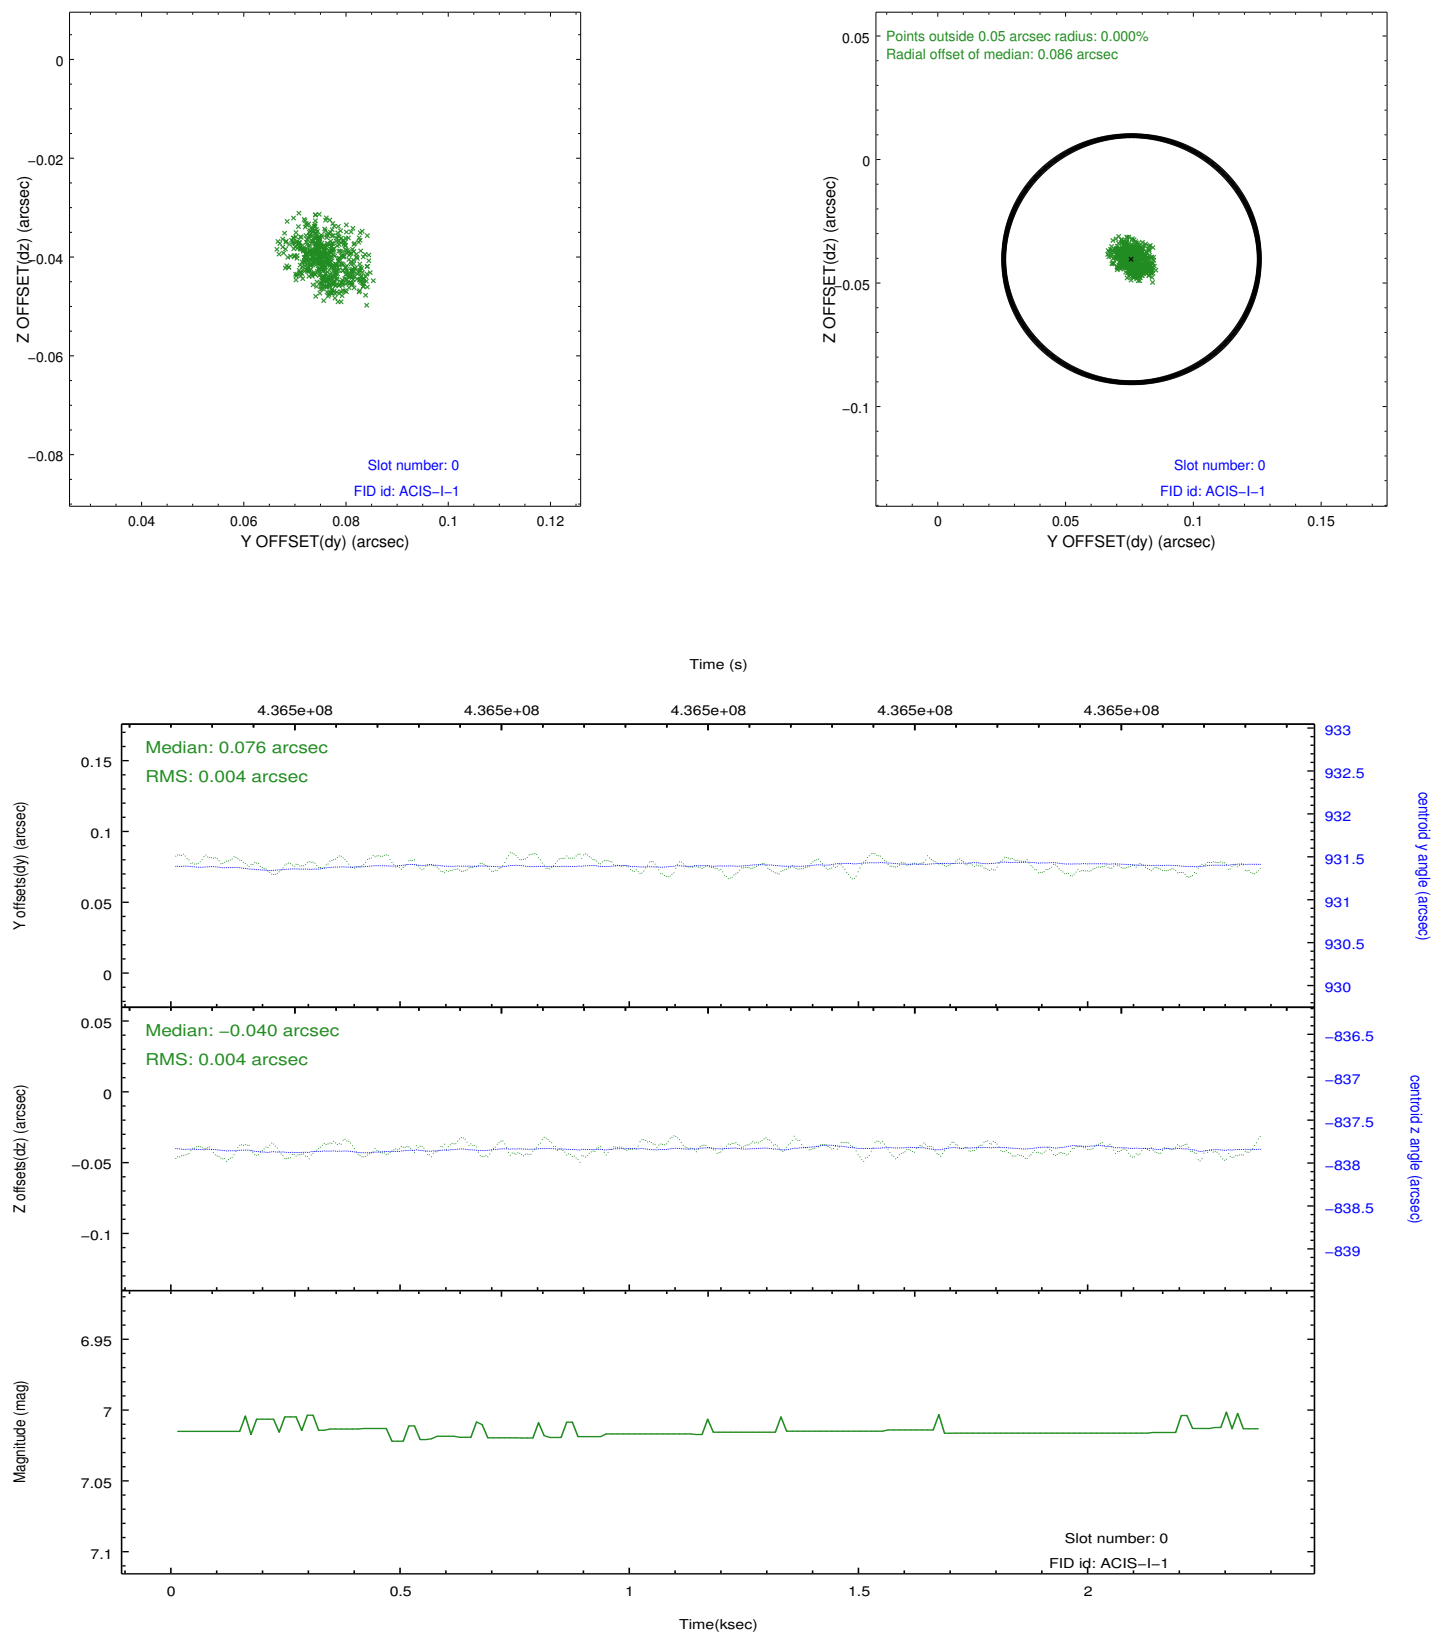 0
−0.02
−0.04
−0.06
−0.08
Z OFFSET(dz) (arcsec)
Slot number: 0
FID id: ACIS−I−1
0.04
0.06
0.08
0.1
0.12
Y OFFSET(dy) (arcsec)
Points outside 0.05 arcsec radius: 0.000%
Radial offset of median: 0.086 arcsec
0.05
0
−0.05
−0.1
Z OFFSET(dz) (arcsec)
Slot number: 0
FID id: ACIS−I−1
0
0.05
0.1
0.15
Y OFFSET(dy) (arcsec)
Time (s)
4.365e+08
4.365e+08
4.365e+08
4.365e+08
4.365e+08
Median: 0.076 arcsec
RMS: 0.004 arcsec
0.15
0.1
0.05
0
Y offsets(dy) (arcsec)
933
932.5
932
931.5
931
930.5
930
centroid y angle (arcsec)
Median: −0.040 arcsec
RMS: 0.004 arcsec
0.05
0
−0.05
−0.1
Z offsets(dz) (arcsec)
−836.5
−837
−837.5
−838
−838.5
−839
centroid z angle (arcsec)
6.95
7
7.05
7.1
Magnitude (mag)
Slot number: 0
FID id: ACIS−I−1
0
0.5
1
1.5
2
Time(ksec)